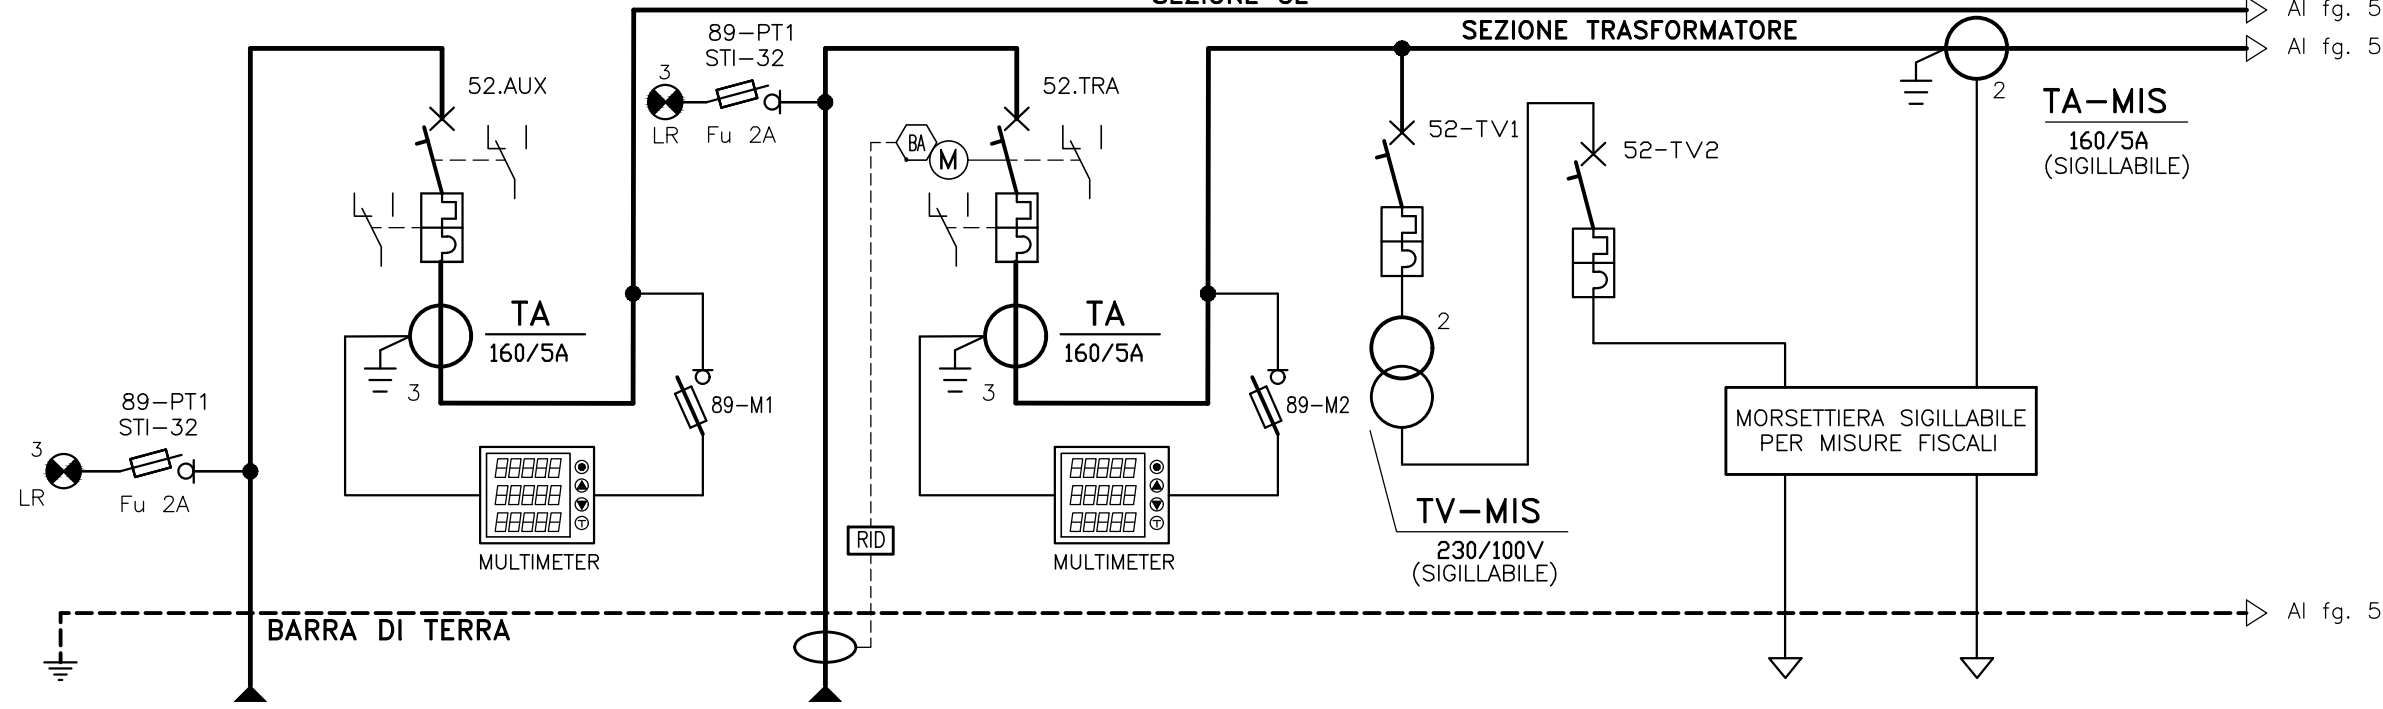 Al fg. 5
SEZIONE TRASFORMATORE
Al fg. 5
89-PT1
STI-32
3
LR
Fu 2A
52.AUX
52.TRA
BA
M
52-TV1
52-TV2
2
TA-MIS
160/5A
(SIGILLABILE)
TA
160/5A
3
89-M1
TA
160/5A
3
89-M2
2
89-PT1
STI-32
3
LR
Fu 2A
MULTIMETER
RID
MULTIMETER
TV-MIS
230/100V
(SIGILLABILE)
MORSETTIERA SIGILLABILE
PER MISURE FISCALI
BARRA DI TERRA
Al fg. 5